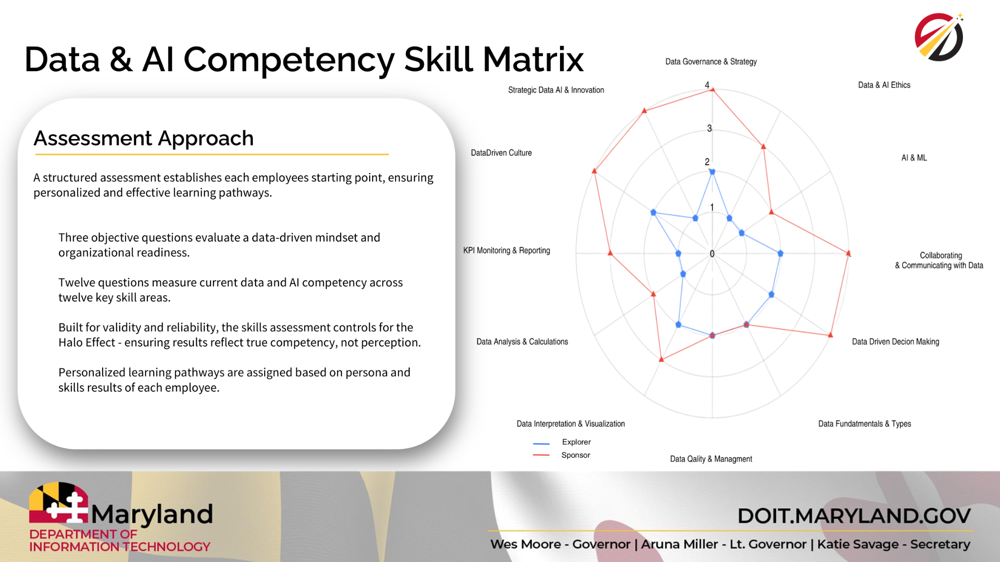 Data & AI Competency Skill Matrix
Assessment Approach
A structured assessment establishes each employees starting point, ensuring
personalized and effective learning pathways.
Three objective questions evaluate a data-driven mindset and
organizational readiness.
Twelve questions measure current data and AI competency across
twelve key skill areas.
Built for validity and reliability, the skills assessment controls for the
Halo Effect - ensuring results reflect true competency, not perception.
Personalized learning pathways are assigned based on persona and
skills results of each employee.
Data Governance & Strategy
Data & AI Ethics
AI & ML
Collaborating
& Communicating with Data
Data Driven Decion Making
Data Fundatmentals & Types
Data Qality & Managment
Data Interpretation & Visualization
Data Analysis & Calculations
KPI Monitoring & Reporting
DataDriven Culture
Strategic Data AI & Innovation
4
3
2
1
0
Explorer
Sponsor
Maryland
DEPARTMENT OF
INFORMATION TECHNOLOGY
DOIT.MARYLAND.GOV
Wes Moore - Governor | Aruna Miller - Lt. Governor | Katie Savage - Secretary